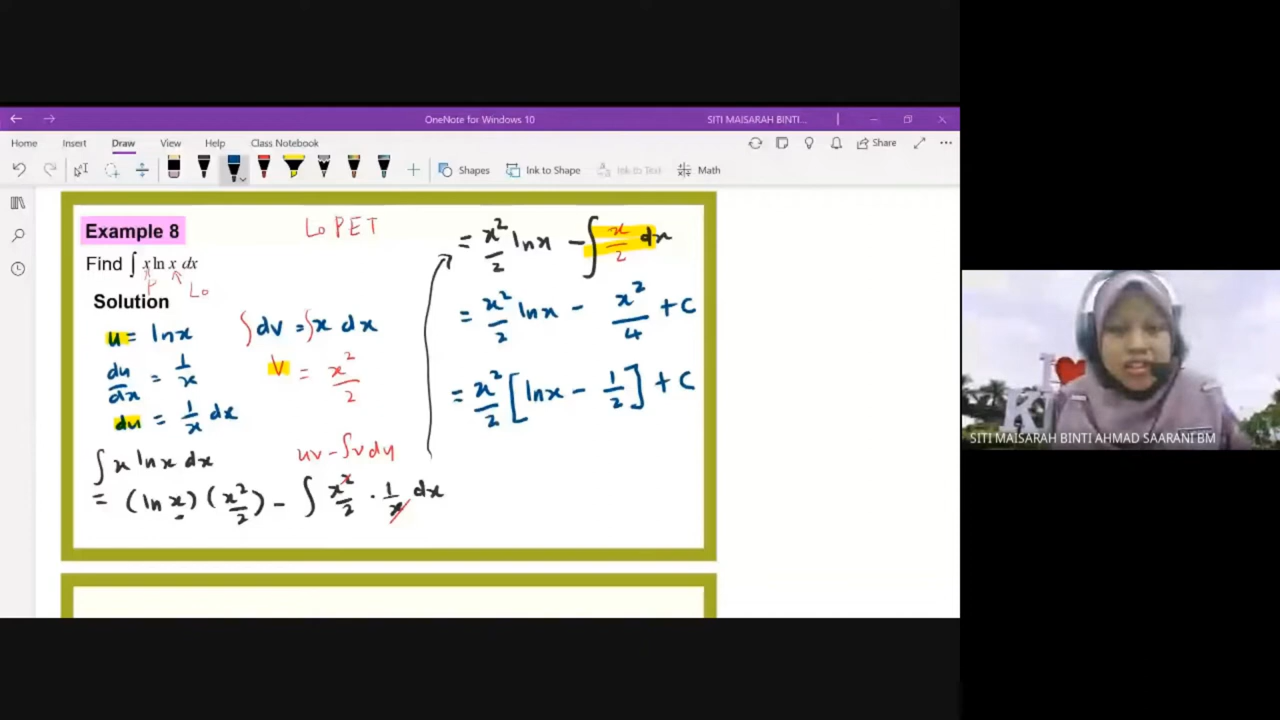 OneNote for Windows 10
SITI MAISARAH BINTI...
Home Insert Draw View Help Class Notebook
Share
Shapes Ink to Shape Ink to Text Math
Example 8
LoPET
Find ∫ x ln x dx
P Lo
Solution
u = ln x
du/dx = 1/x
du = 1/x dx
∫ dv = ∫ x dx
v = x²/2
∫ x ln x dx
uv - ∫ v du
= (ln x) (x²/2) - ∫ x²/2 · 1/x dx
= x²/2 ln x - ∫ x/2 dx
= x²/2 ln x - x²/4 + C
= x²/2 [ln x - 1/2] + C
I
KI
SITI MAISARAH BINTI AHMAD SAARANI BM